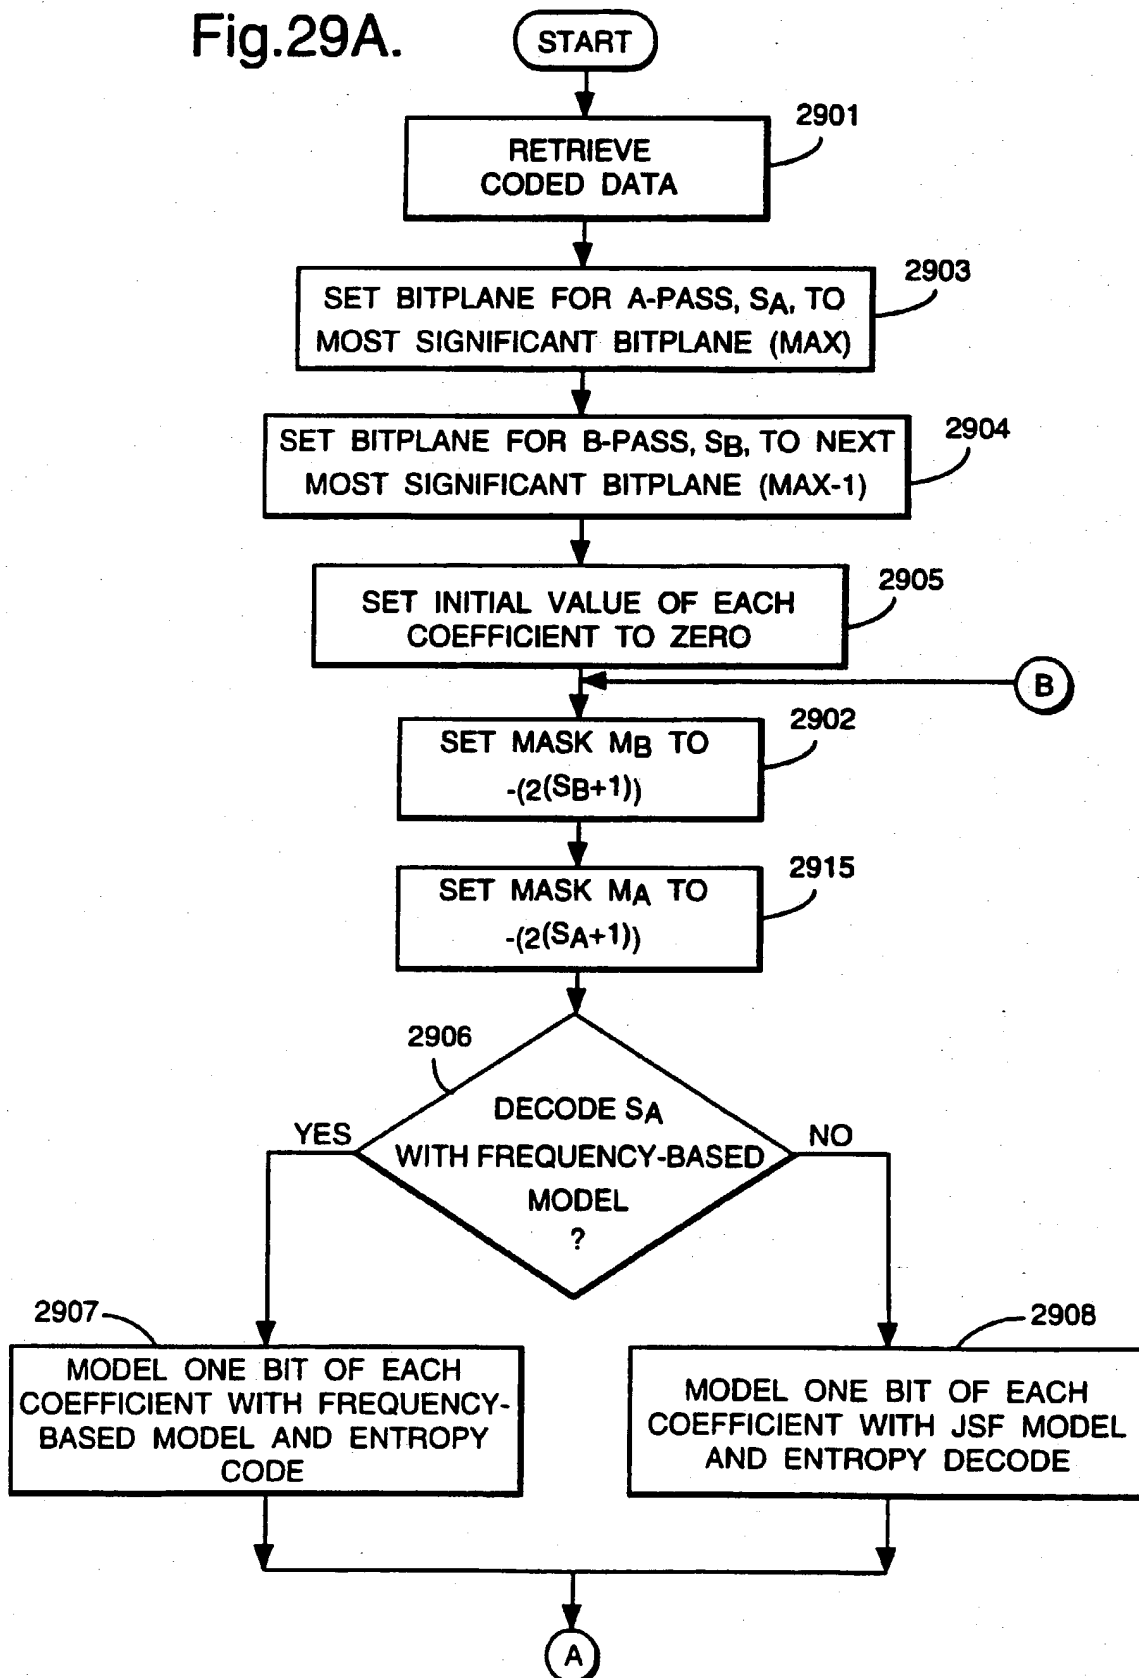 Fig.29A.
START
2901
RETRIEVE
CODED DATA
2903
SET BITPLANE FOR A-PASS, SA, TO
MOST SIGNIFICANT BITPLANE (MAX)
2904
SET BITPLANE FOR B-PASS, SB, TO NEXT
MOST SIGNIFICANT BITPLANE (MAX-1)
2905
SET INITIAL VALUE OF EACH
COEFFICIENT TO ZERO
B
2902
SET MASK MB TO
-(2(SB+1))
2915
SET MASK MA TO
-(2(SA+1))
2906
DECODE SA
WITH FREQUENCY-BASED
MODEL
?
YES
NO
2907
MODEL ONE BIT OF EACH
COEFFICIENT WITH FREQUENCY-
BASED MODEL AND ENTROPY
CODE
2908
MODEL ONE BIT OF EACH
COEFFICIENT WITH JSF MODEL
AND ENTROPY DECODE
A